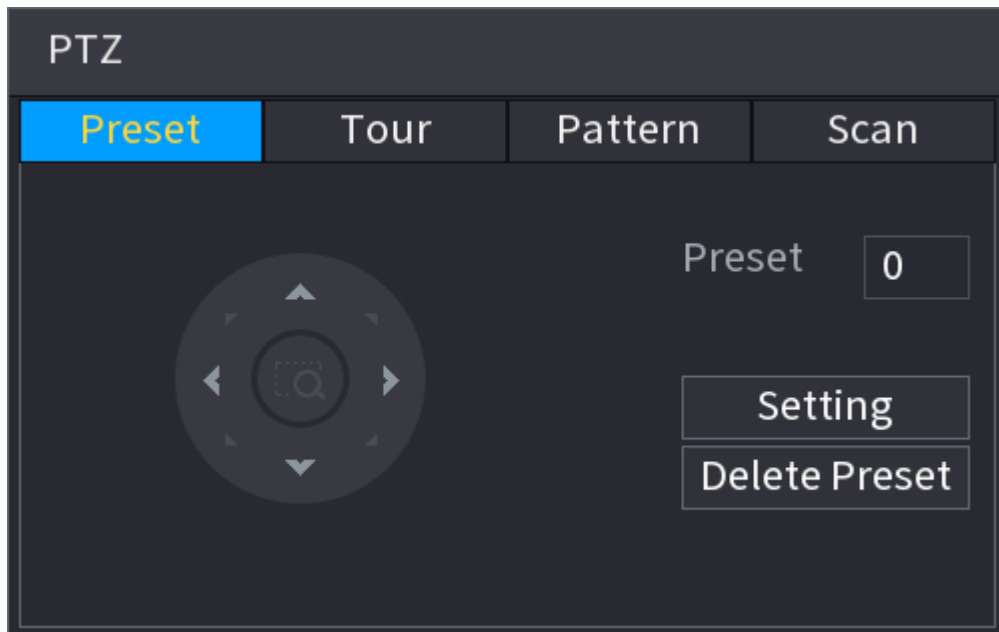 PTZ
Preset Tour Pattern Scan
Preset 0
Setting
Delete Preset